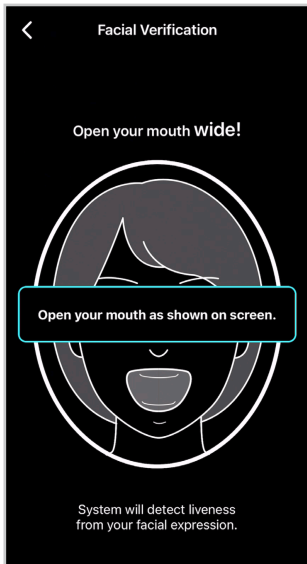 Facial Verification
Open your mouth wide!
Open your mouth as shown on screen.
System will detect liveness
from your facial expression.